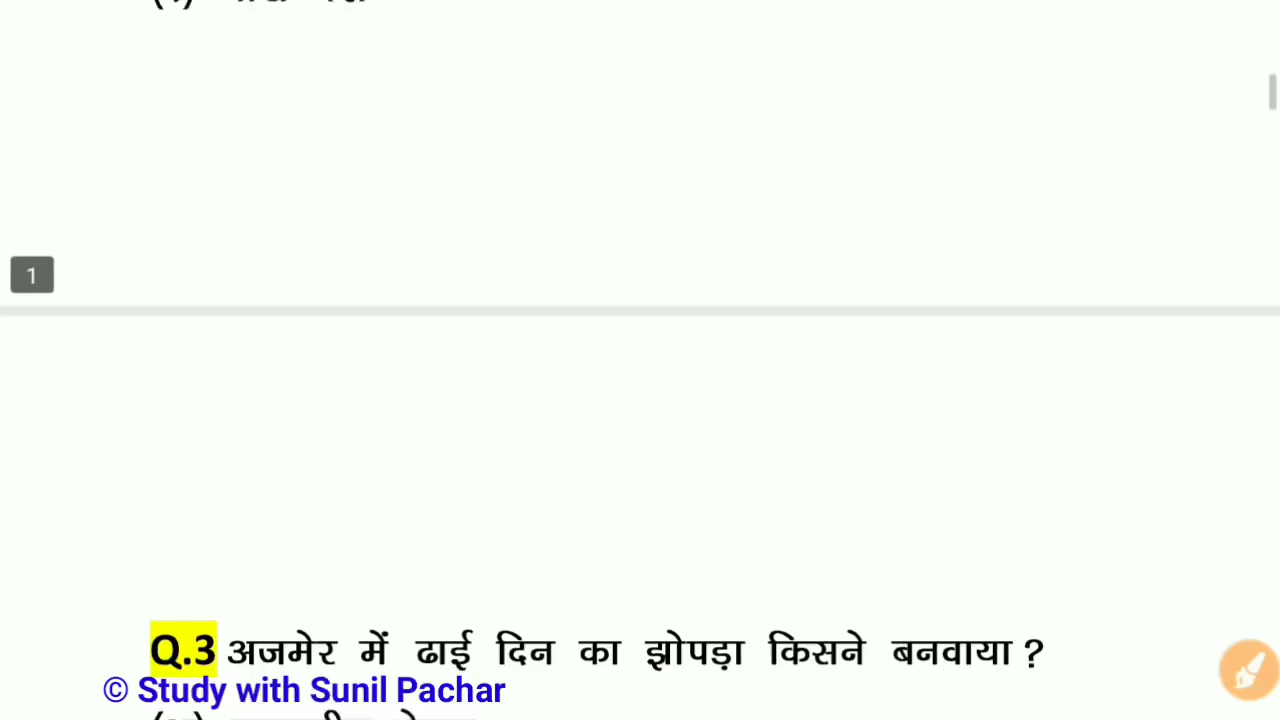 1
Q.3 अजमेर में ढाई दिन का झोपड़ा किसने बनवाया ?
© Study with Sunil Pachar